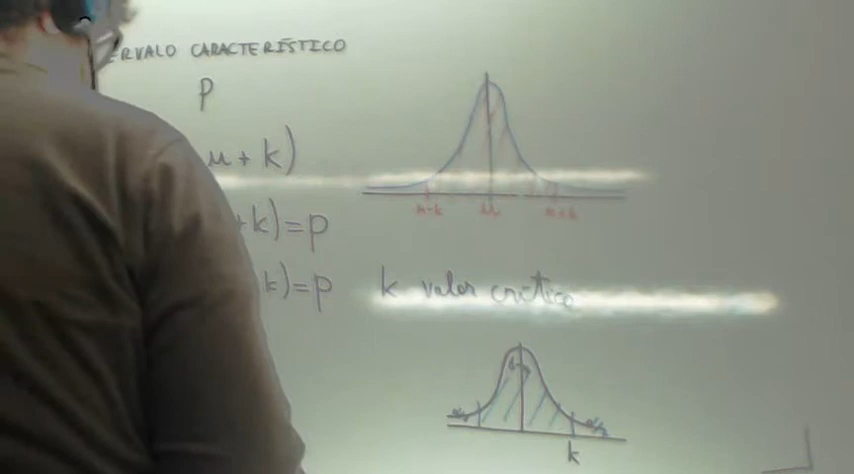 ERVALO CARACTERÍSTICO
p
μ + k)
+k) = p
k) = p
k valor crítico
μ-k μ μ+k
k